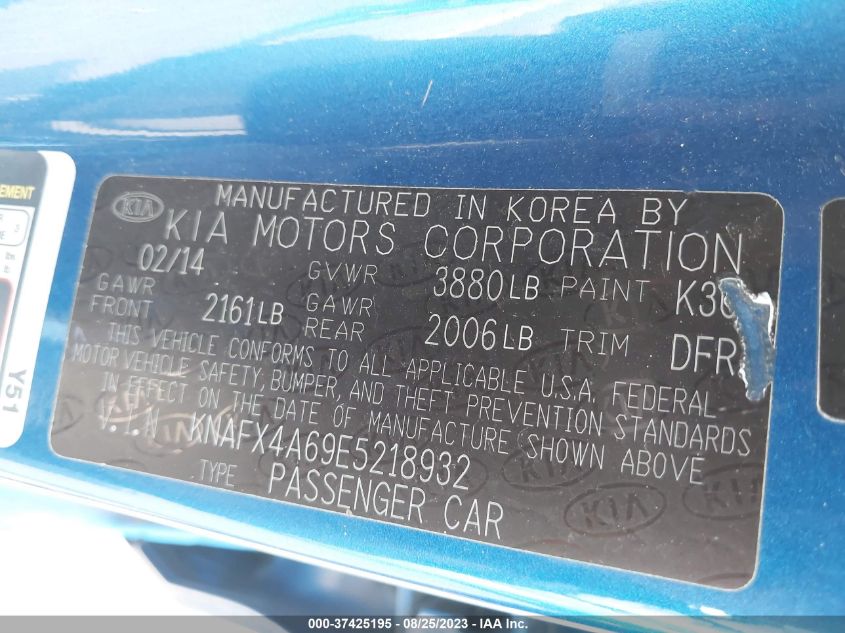 KIA MANUFACTURED IN KOREA BY
KIA MOTORS CORPORATION
02/14 GVWR 3880LB PAINT
GAWR FRONT 2161LB GAWR REAR 2006LB TRIM DFR
THIS VEHICLE CONFORMS TO ALL APPLICABLE U.S.A. FEDERAL
MOTOR VEHICLE SAFETY, BUMPER, AND THEFT PREVENTION STANDARDS
IN EFFECT ON THE DATE OF MANUFACTURE SHOWN ABOVE
V.I.N KNAFX4A69E5218932
TYPE PASSENGER CAR
EMENT
Y51
000-37425195 - 08/25/2023 - IAA Inc.